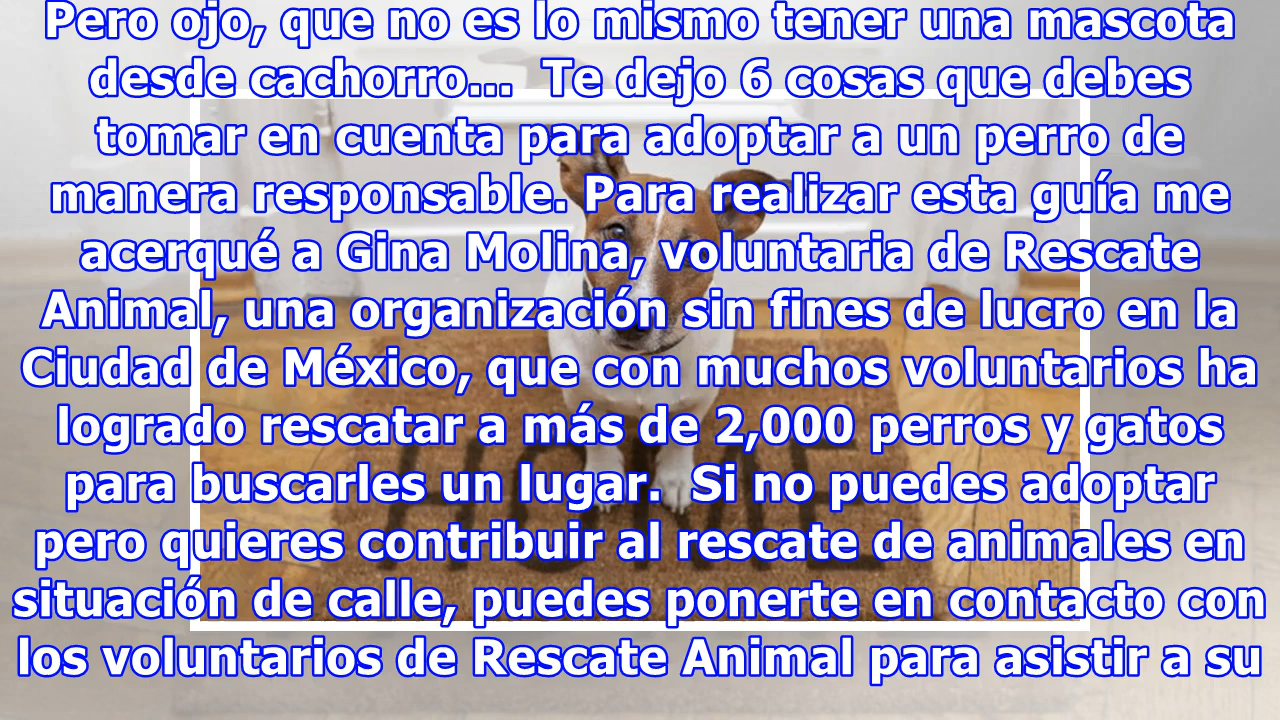 Pero ojo, que no es lo mismo tener una mascota
desde cachorro... Te dejo 6 cosas que debes
tomar en cuenta para adoptar a un perro de
manera responsable. Para realizar esta guía me
acerqué a Gina Molina, voluntaria de Rescate
Animal, una organización sin fines de lucro en la
Ciudad de México, que con muchos voluntarios ha
logrado rescatar a más de 2,000 perros y gatos
para buscarles un lugar. Si no puedes adoptar
pero quieres contribuir al rescate de animales en
situación de calle, puedes ponerte en contacto con
los voluntarios de Rescate Animal para asistir a su
HOME